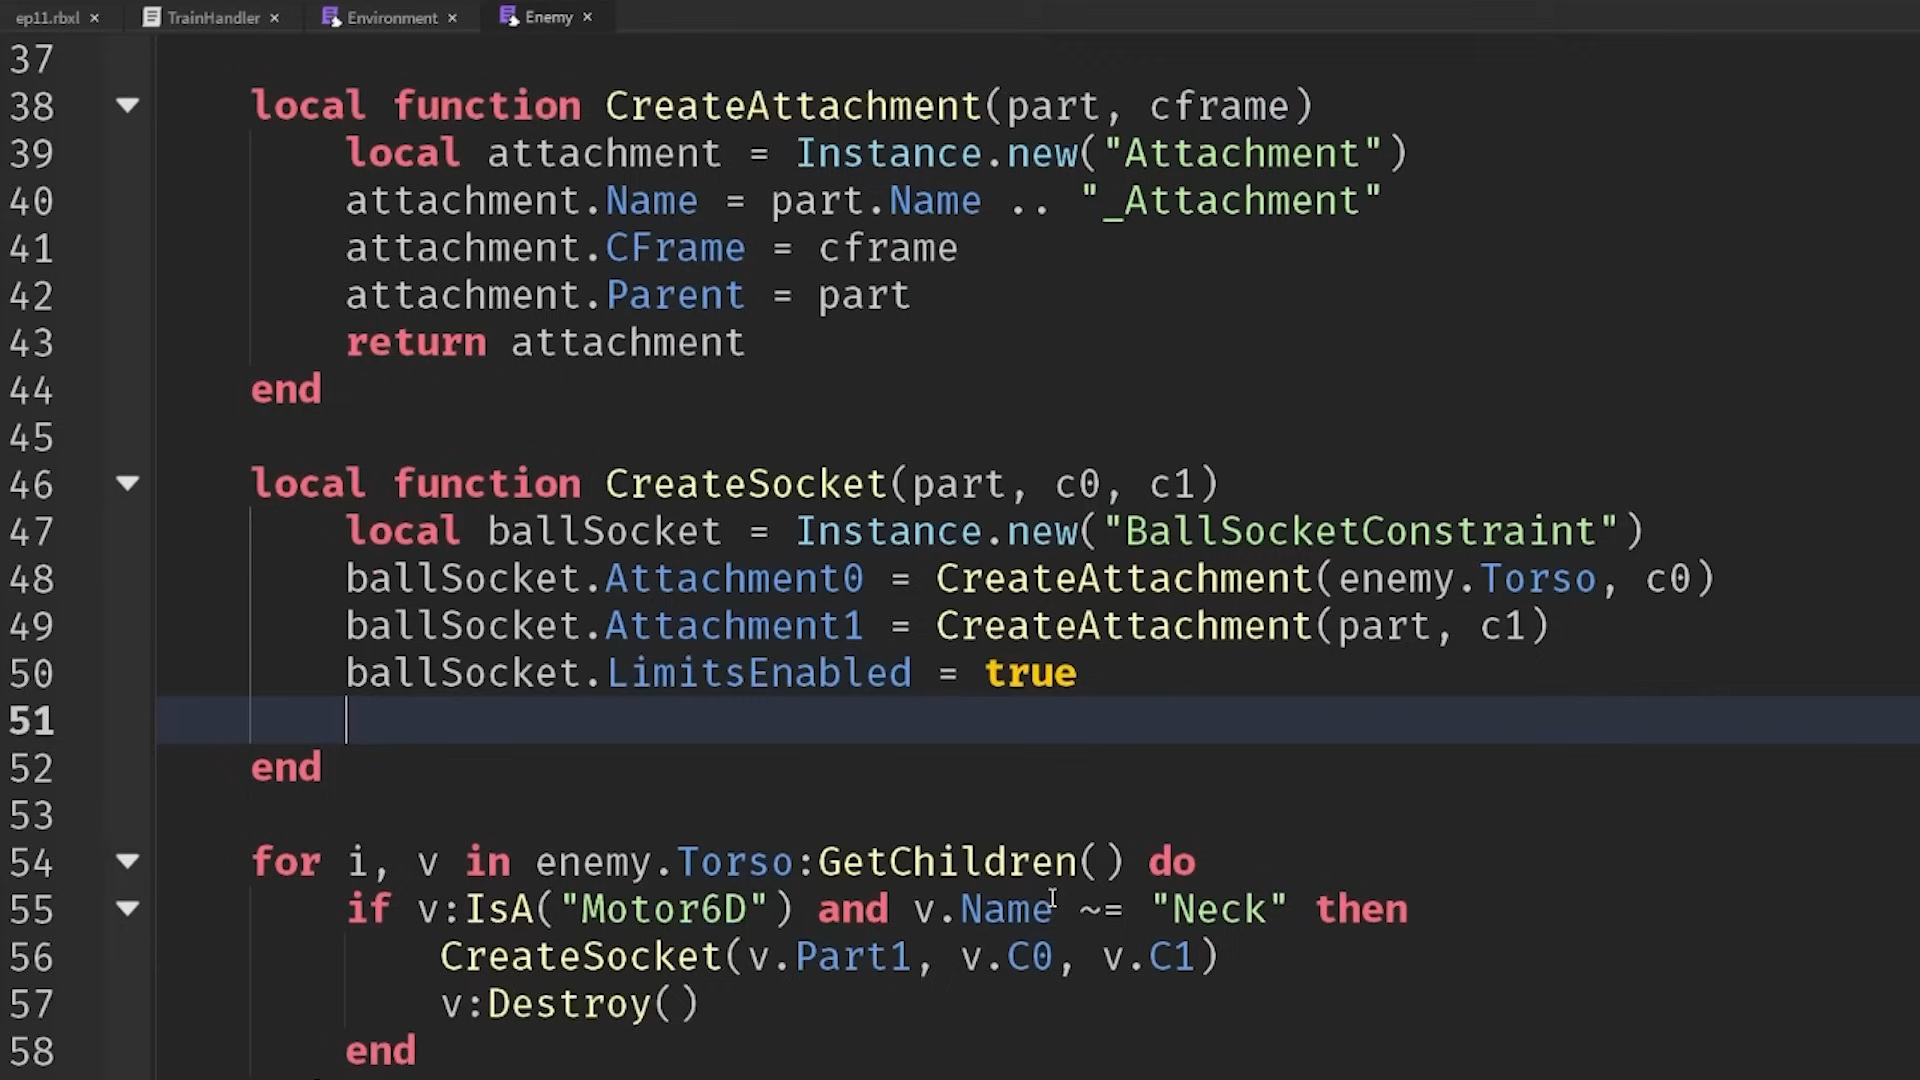 ep11.rbxl × TrainHandler × Environment × Enemy ×
37
38 local function CreateAttachment(part, cframe)
39 local attachment = Instance.new("Attachment")
40 attachment.Name = part.Name .. "_Attachment"
41 attachment.CFrame = cframe
42 attachment.Parent = part
43 return attachment
44 end
45
46 local function CreateSocket(part, c0, c1)
47 local ballSocket = Instance.new("BallSocketConstraint")
48 ballSocket.Attachment0 = CreateAttachment(enemy.Torso, c0)
49 ballSocket.Attachment1 = CreateAttachment(part, c1)
50 ballSocket.LimitsEnabled = true
51
52 end
53
54 for i, v in enemy.Torso:GetChildren() do
55 if v:IsA("Motor6D") and v.Name ~= "Neck" then
56 CreateSocket(v.Part1, v.C0, v.C1)
57 v:Destroy()
58 end